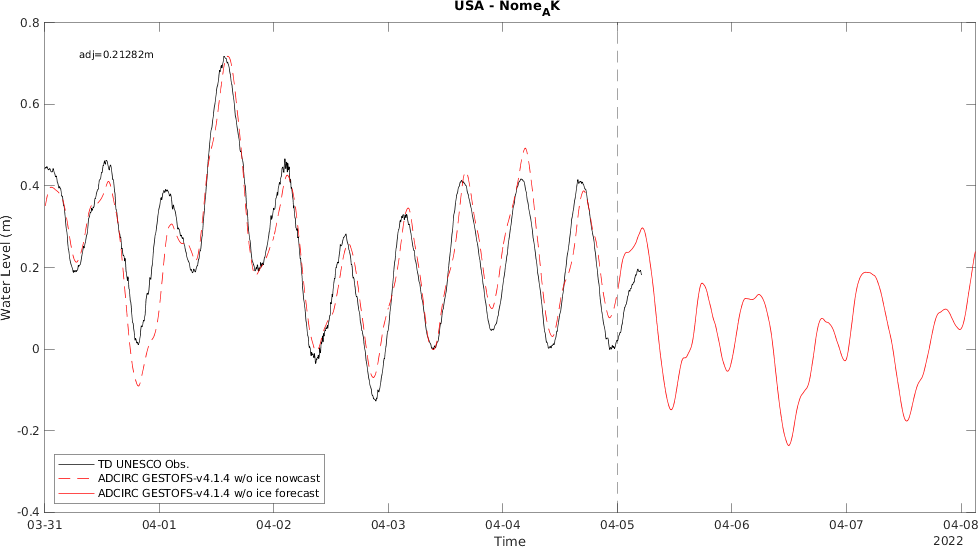 USA - Nome_AK
adj=0.21282m
0.8
0.6
0.4
0.2
0
-0.2
-0.4
Water Level (m)
TD UNESCO Obs.
ADCIRC GESTOFS-v4.1.4 w/o ice nowcast
ADCIRC GESTOFS-v4.1.4 w/o ice forecast
03-31 04-01 04-02 04-03 04-04 04-05 04-06 04-07 04-08
Time
2022